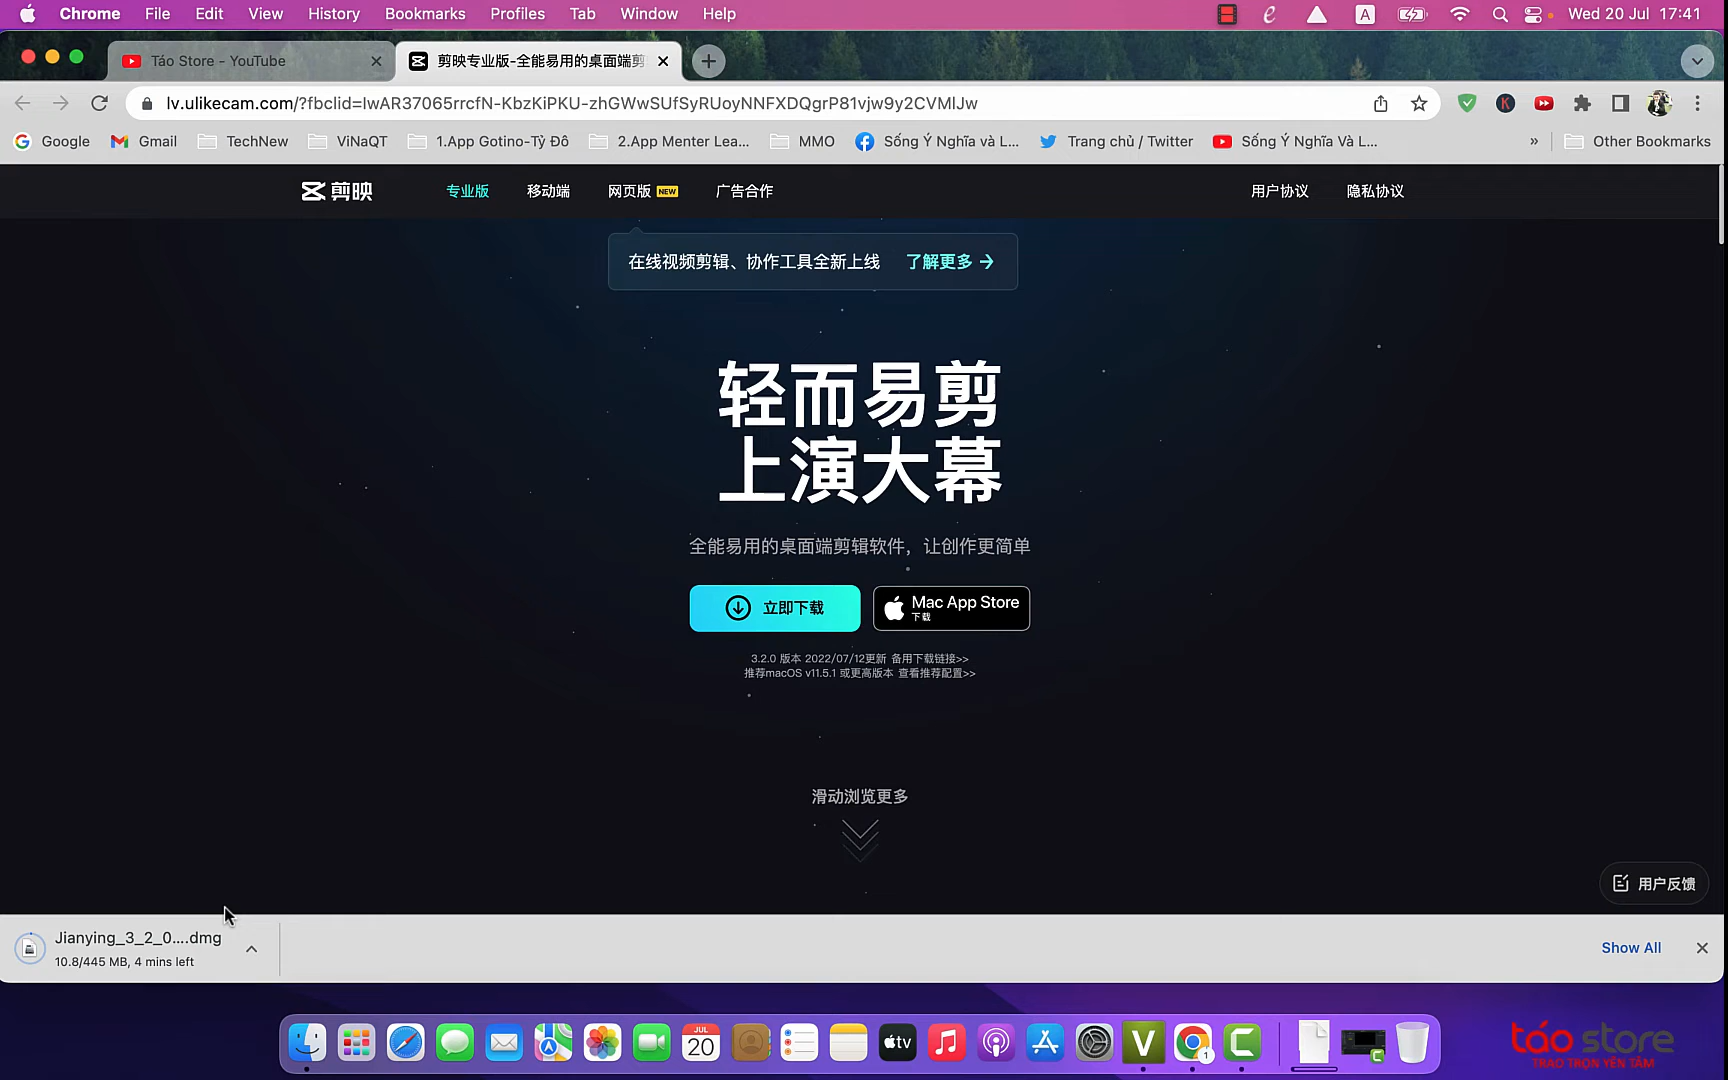 Chrome File Edit View History Bookmarks Profiles Tab Window Help A Wed 20 Jul 17:41
Táo Store - YouTube 剪映专业版-全能易用的桌面端剪
lv.ulikecam.com/?fbclid=IwAR37065rrcfN-KbzKiPKU-zhGWwSUfSyRUoyNNFXDQgrP81vjw9y2CVMlJw K
Google Gmail TechNew ViNaQT 1.App Gotino-Tỳ Đô 2.App Menter Lea... MMO Sống Ý Nghĩa và L... Trang chủ / Twitter Sống Ý Nghĩa Và L... » Other Bookmarks
剪映 专业版 移动端 网页版 NEW 广告合作 用户协议 隐私协议
在线视频剪辑、协作工具全新上线 了解更多
轻而易剪
上演大幕
全能易用的桌面端剪辑软件，让创作更简单
立即下载 Mac App Store
下载
3.2.0 版本 2022/07/12更新 备用下载链接>>
推荐macOS v11.5.1 或更高版本 查看推荐配置>>
滑动浏览更多
用户反馈
Jianying_3_2_0....dmg
10.8/445 MB, 4 mins left
Show All
JUL
20
tv
V
1
C
táo store
TRAO TRỌN YÊN TÂM